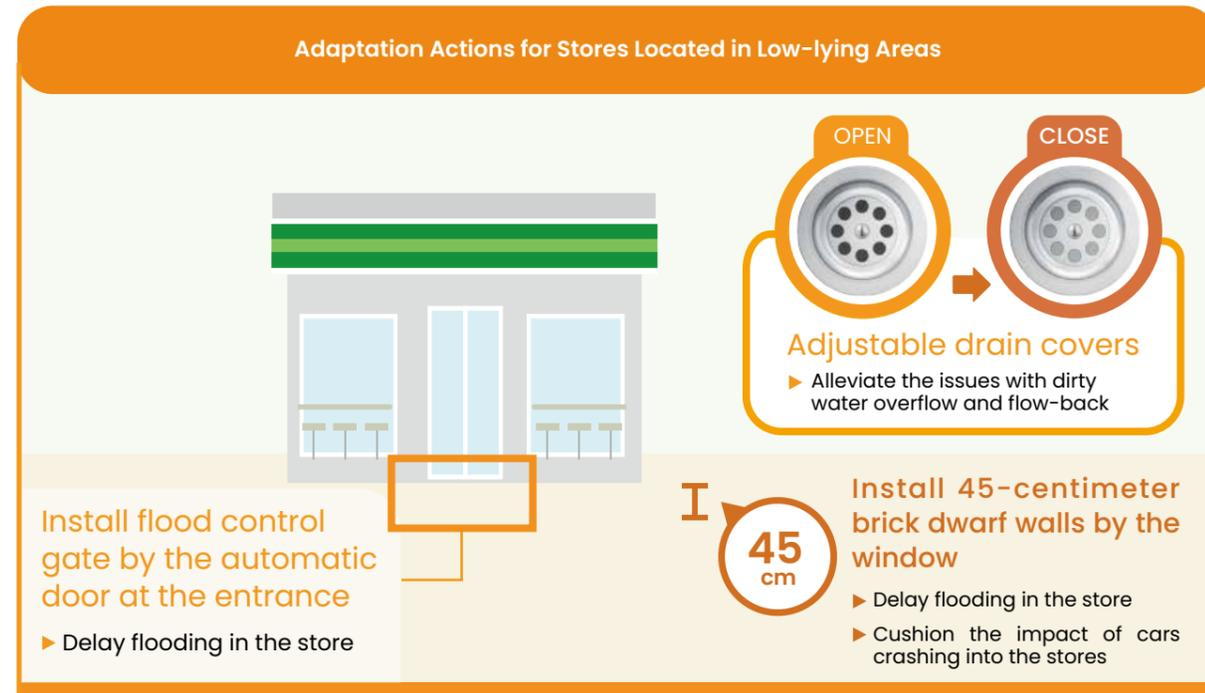 Adaptation Actions for Stores Located in Low-lying Areas
OPEN
CLOSE
Adjustable drain covers
Alleviate the issues with dirty
water overflow and flow-back
Install flood control
gate by the automatic
door at the entrance
Delay flooding in the store
45
cm
Install 45-centimeter
brick dwarf walls by the
window
Delay flooding in the store
Cushion the impact of cars
crashing into the stores